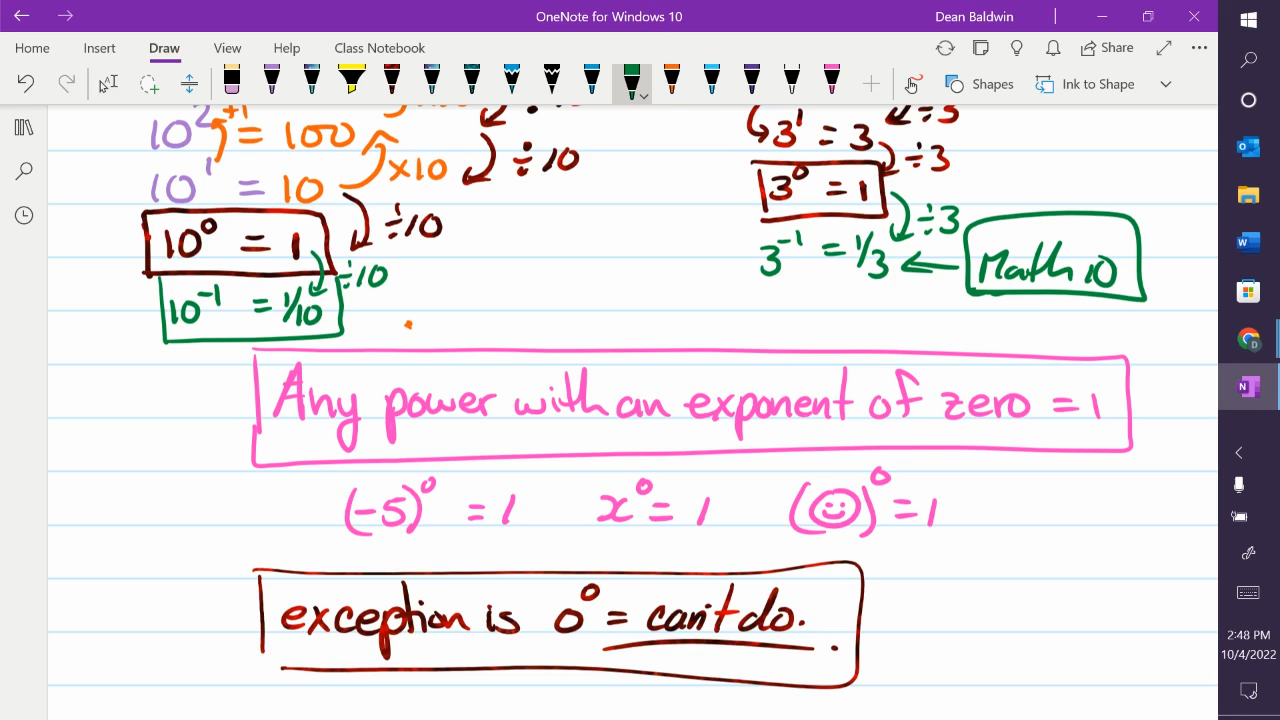 OneNote for Windows 10
Dean Baldwin
Home Insert Draw View Help Class Notebook
Share
Shapes
Ink to Shape
10² = 100
+1
÷10
10¹ = 10
×10
÷10
10⁰ = 1
÷10
10⁻¹ = 1/10
÷3
3¹ = 3
÷3
3⁰ = 1
÷3
3⁻¹ = 1/3
Math 10
Any power with an exponent of zero = 1
(-5)⁰ = 1 x⁰ = 1 (☺)⁰ = 1
exception is 0⁰ = can't do.
2:48 PM
10/4/2022